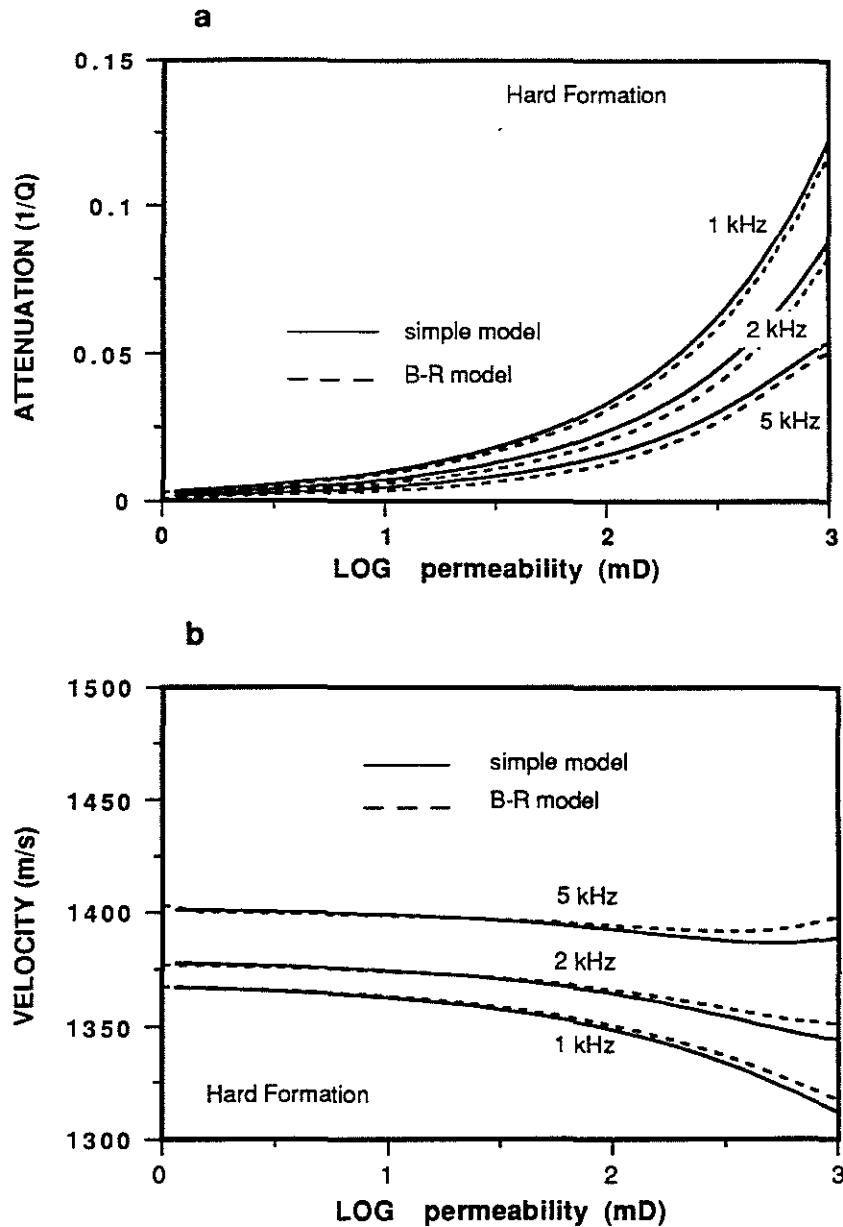 a
0.15
Hard Formation
ATTENUATION (1/Q)
0.1
1 kHz
simple model
2 kHz
0.05
B-R model
5 kHz
0
0 1 2 3
LOG permeability (mD)
b
1500
simple model
B-R model
1450
VELOCITY (m/s)
5 kHz
1400
2 kHz
1350
1 kHz
Hard Formation
1300
0 1 2 3
LOG permeability (mD)